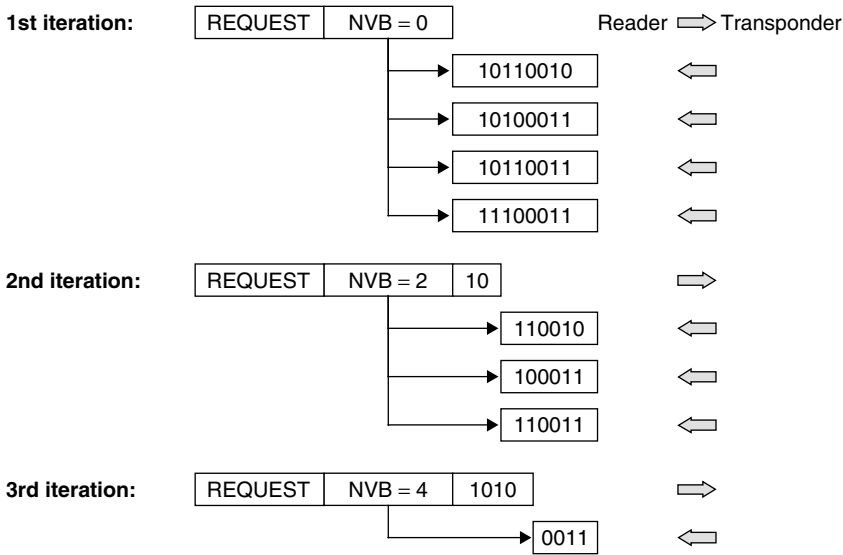 1st iteration: REQUEST NVB = 0 Reader Transponder
10110010
10100011
10110011
11100011
2nd iteration: REQUEST NVB = 2 10
110010
100011
110011
3rd iteration: REQUEST NVB = 4 1010
0011